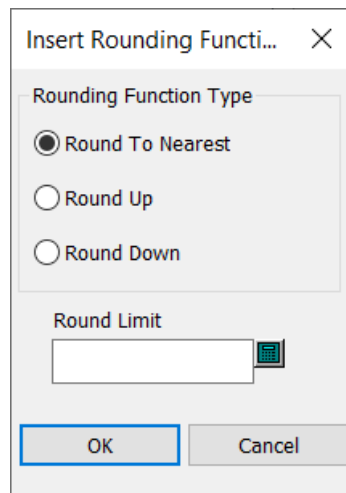 Insert Rounding Functi...
Rounding Function Type
Round To Nearest
Round Up
Round Down
Round Limit
OK
Cancel